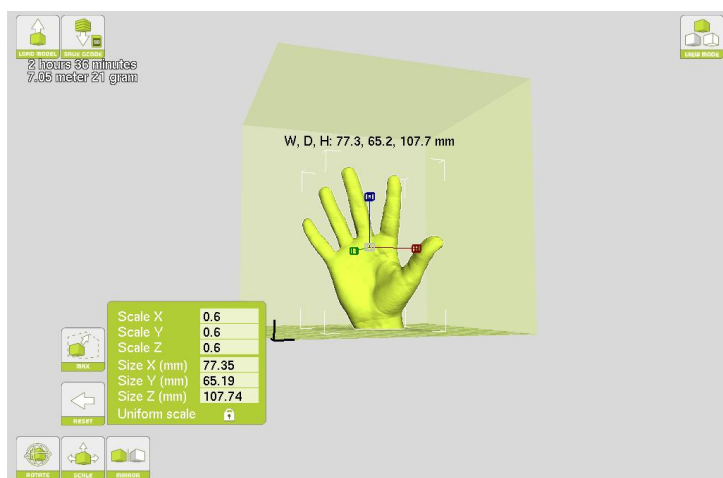 LOAD MODEL
SAVE GCODE
VIEW MODE
2 hours 36 minutes
7.05 meter 21 gram
W, D, H: 77.3, 65.2, 107.7 mm
Scale X 0.6
Scale Y 0.6
Scale Z 0.6
Size X (mm) 77.35
Size Y (mm) 65.19
Size Z (mm) 107.74
Uniform scale
MAX
RESET
ROTATE
SCALE
MIRROR